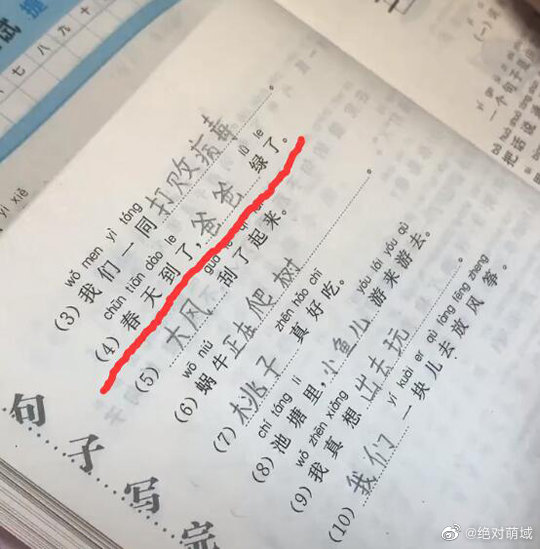 试 提
七 八 九 十
yi xiě
wǒ men yì tóng
(3)我们一同打败病毒。
chūn tiān dào le lǜ le
(4)春天到了,爸爸绿了。
guā le qǐ lái
(5)大风刮了起来。
wō niú
(6)蜗牛正在爬树。
zhēn hǎo chī
(7)桃子真好吃。
chí táng lǐ yóu lái yóu qù
(8)池塘里,小鱼儿游来游去。
wǒ zhēn xiǎng
(9)我真想出去玩。
yí kuài er qù fàng fēng zheng
(10)我们一块儿去放风筝。
句子写完
(一)
一个句子
把话说
@绝对萌域